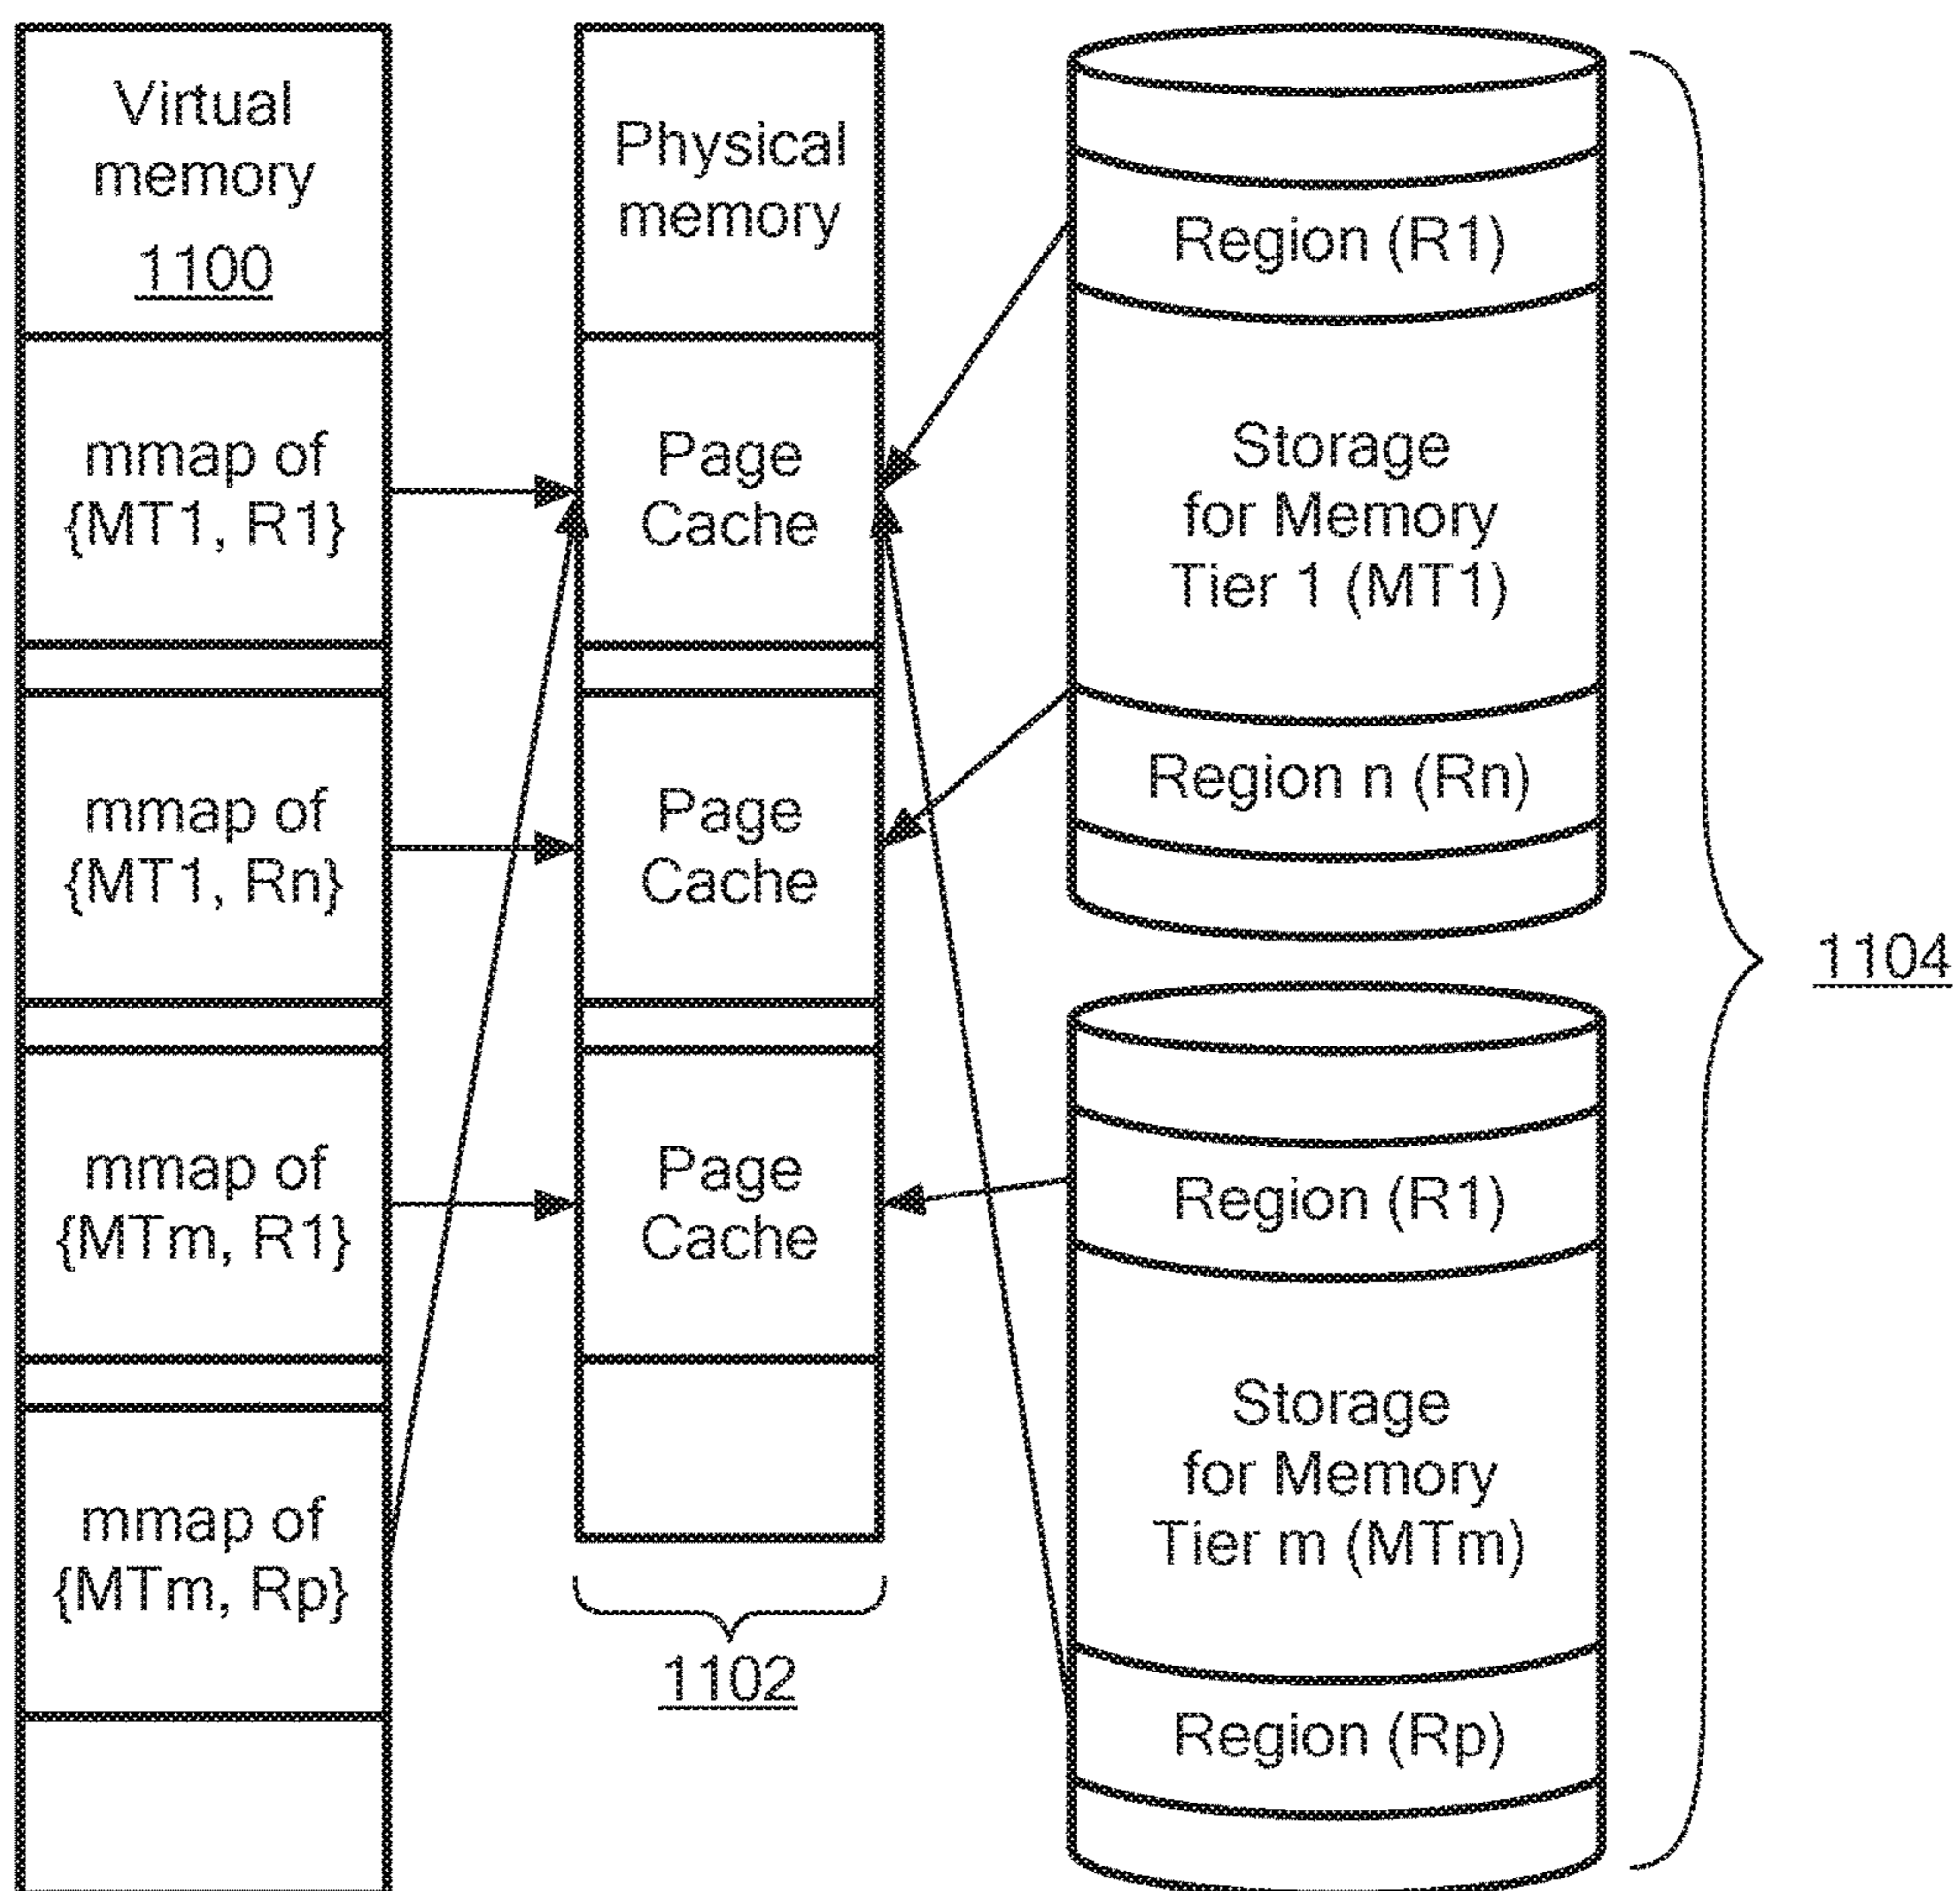 Virtual
memory
1100
mmap of
{MT1, R1}
mmap of
{MT1, Rn}
mmap of
{MTm, R1}
mmap of
{MTm, Rp}
Physical
memory
Page
Cache
Page
Cache
Page
Cache
1102
Region (R1)
Storage
for Memory
Tier 1 (MT1)
Region n (Rn)
Region (R1)
Storage
for Memory
Tier m (MTm)
Region (Rp)
1104